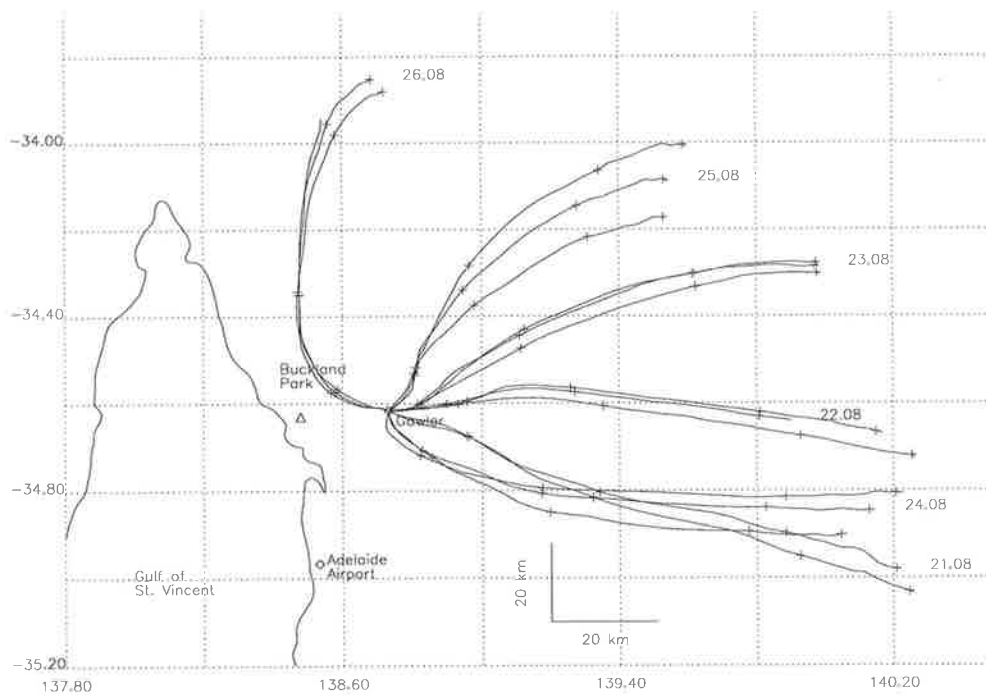 26.08
-34.00
25.08
23.08
-34.40
Buckland
Park
Gawler
22.08
-34.80
24.08
Adelaide
Airport
21.08
Gulf of
St. Vincent
20 km
20 km
-35.20
137.80
138.60
139.40
140.20